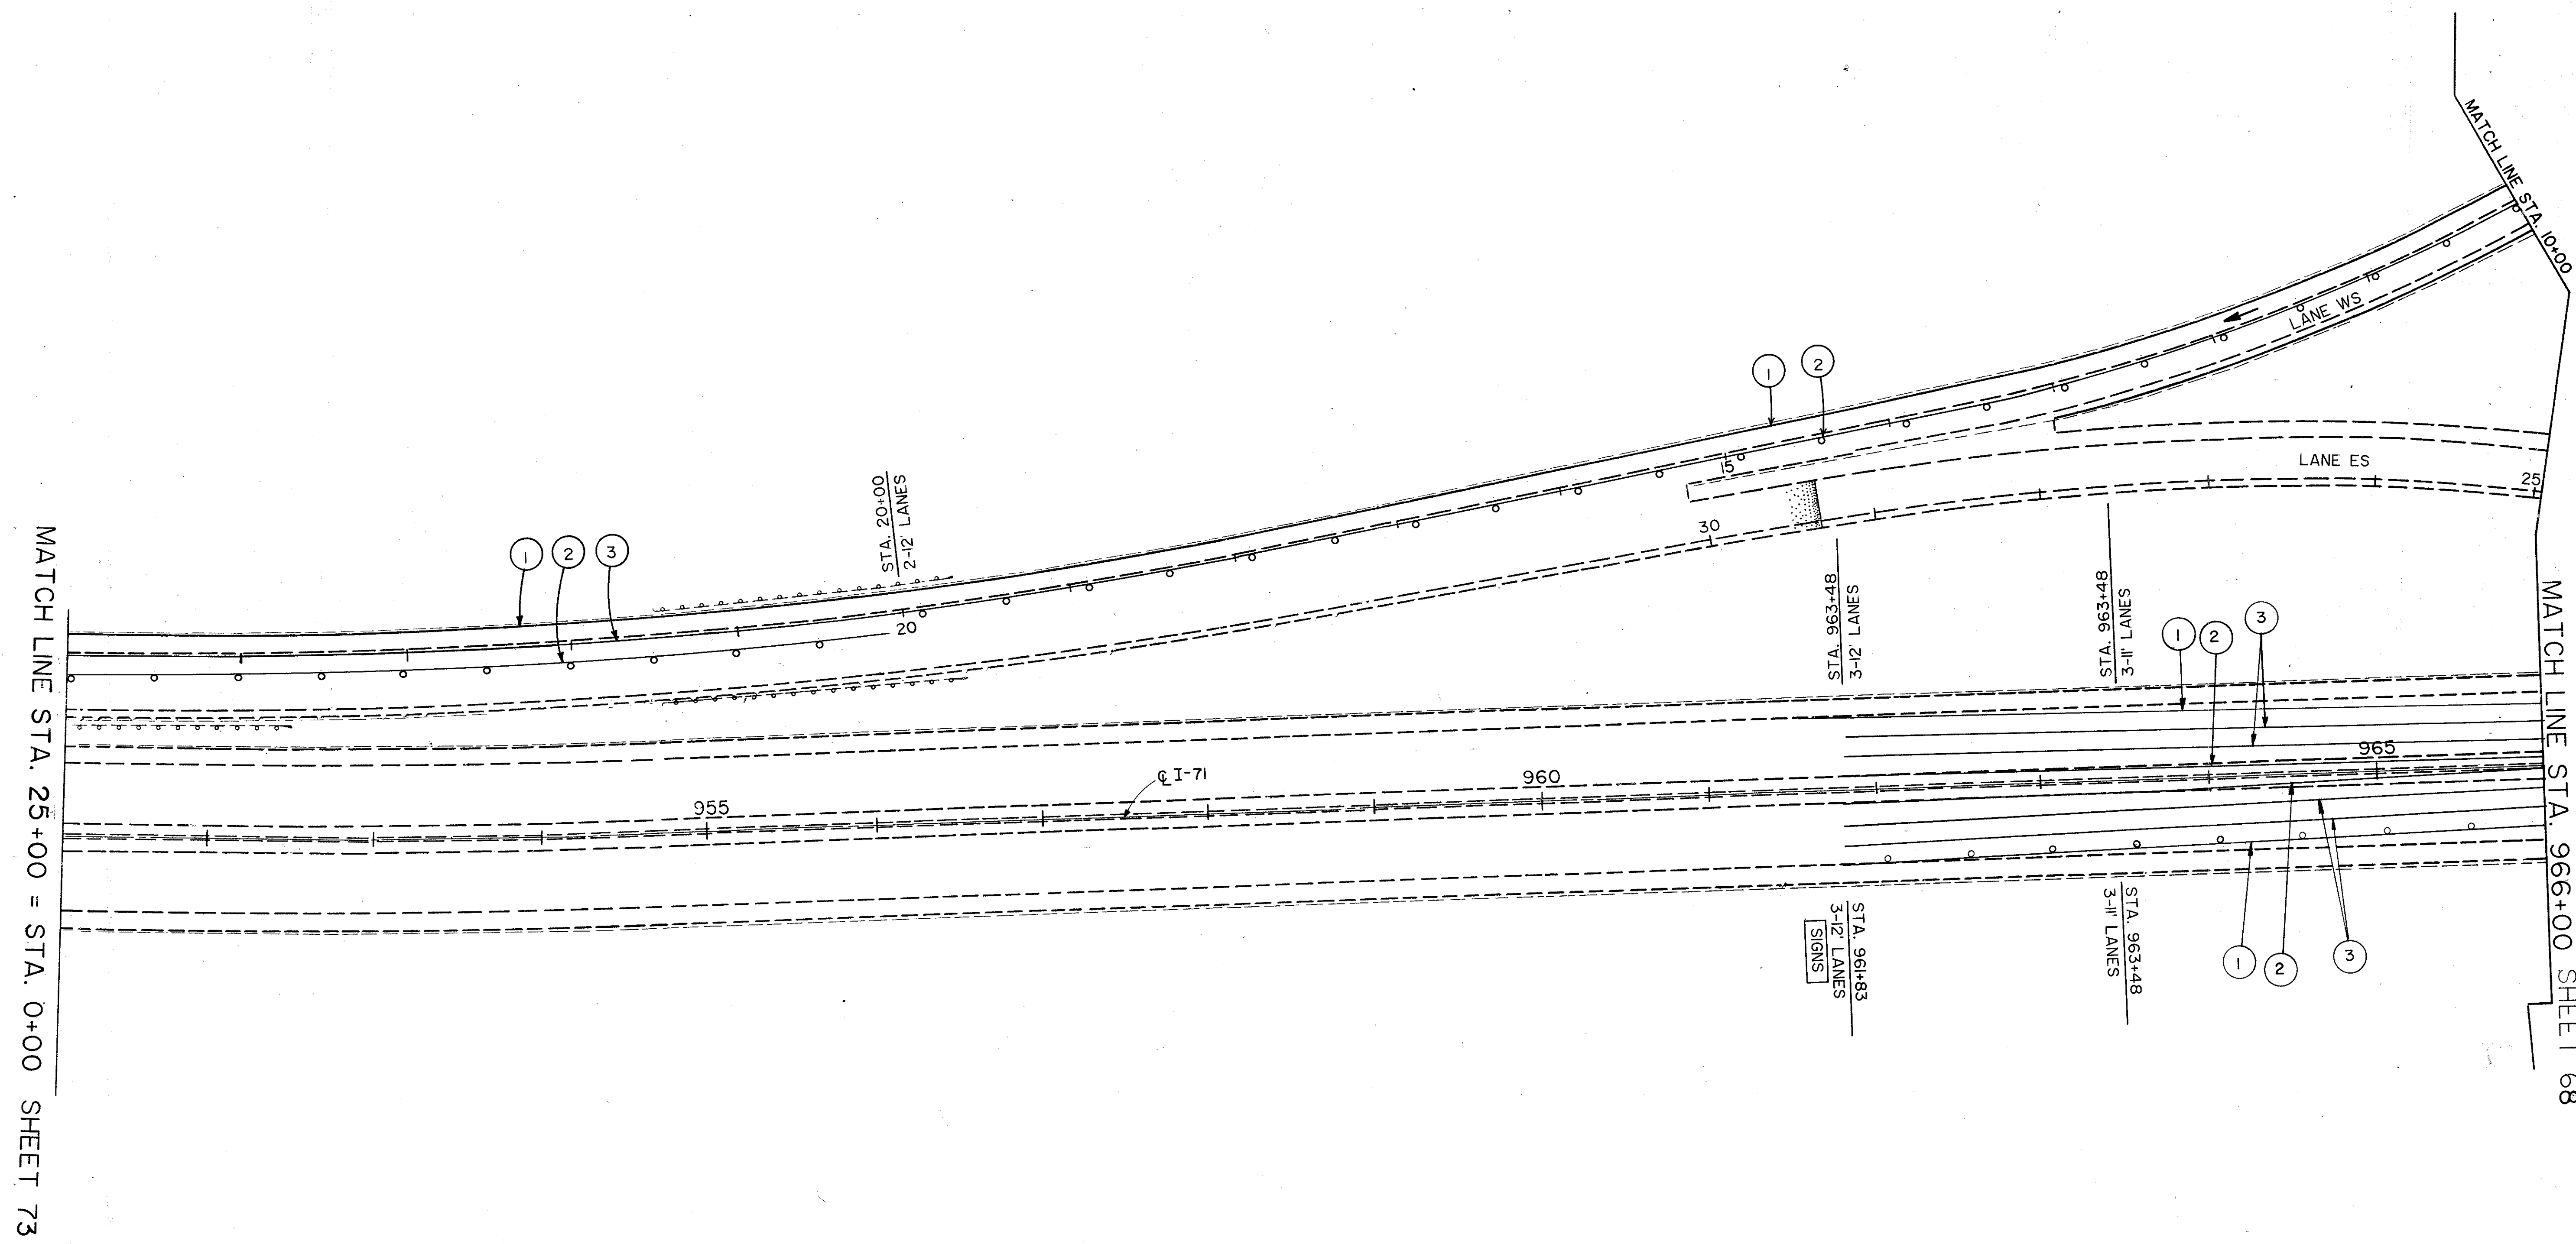 MATCH LINE STA. 10+00
LANE WS
1
2
15
LANE ES
25
30
STA. 20+00
2-12' LANES
1
2
3
20
STA. 963+48
3-12' LANES
STA. 963+48
3-11' LANES
1
2
3
965
960
℄ I-71
955
STA. 961+83
3-12' LANES
SIGNS
STA. 963+48
3-11' LANES
1
2
3
MATCH LINE STA. 25+00 = STA. 0+00 SHEET 73
MATCH LINE STA. 966+00 SHEET 68